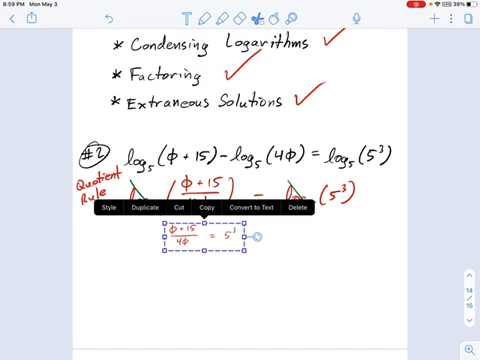 8:59 PM Mon May 3
39%
* Condensing Logarithms ✓
* Factoring ✓
* Extraneous Solutions ✓
#2 log₅(φ + 15) - log₅(4φ) = log₅(5³)
Quotient Rule (φ + 15 = (5³)
Style Duplicate Cut Copy Convert to Text Delete
φ + 15 / 4φ = 5³
14 / 15